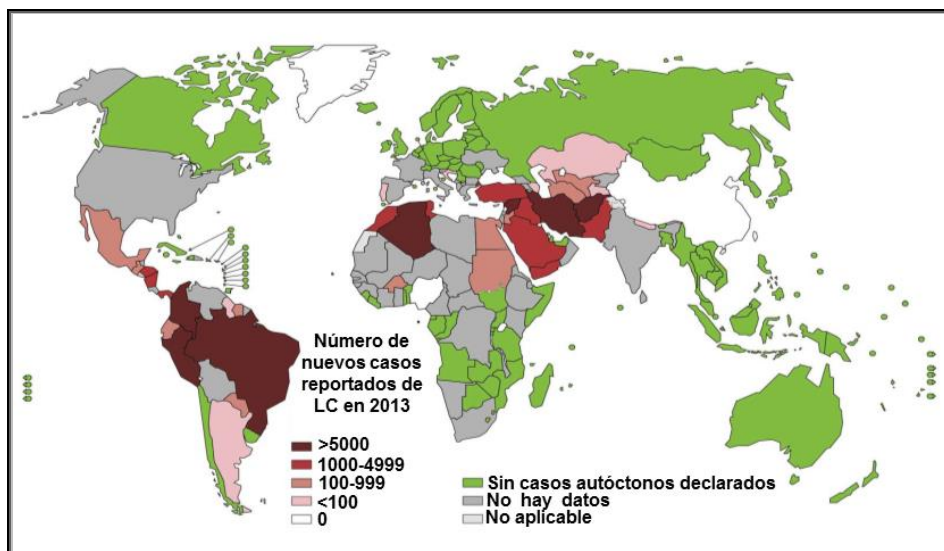 Número de
nuevos casos
reportados de
LC en 2013
>5000
1000-4999
100-999
<100
0
Sin casos autóctonos declarados
No hay datos
No aplicable